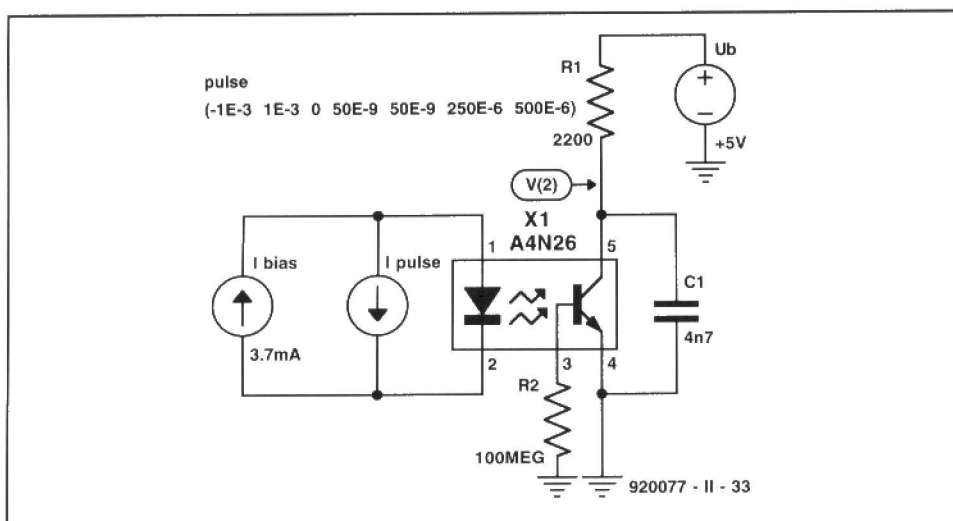 pulse
(-1E-3 1E-3 0 50E-9 50E-9 250E-6 500E-6)
R1
2200
Ub
+
−
+5V
V(2)
X1
A4N26
1
5
I bias
3.7mA
I pulse
C1
4n7
2
3
4
R2
100MEG
920077 - II - 33